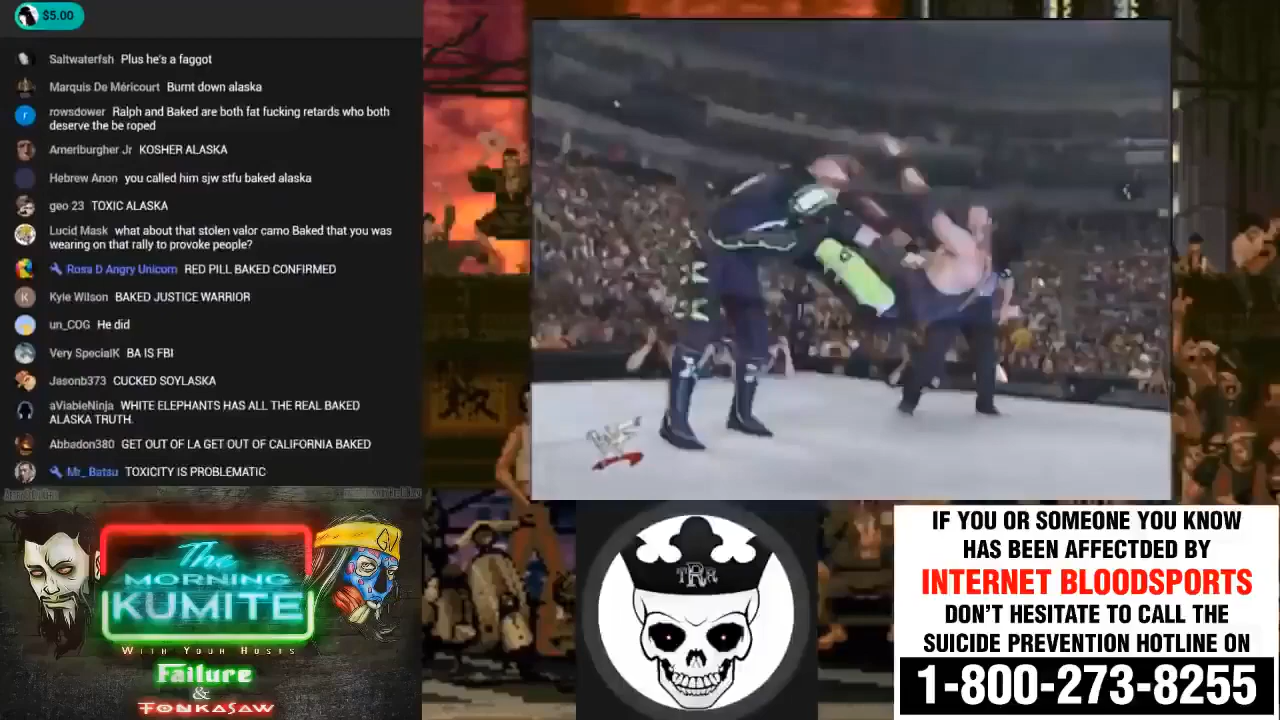 $5.00
Saltwaterfsh Plus he's a faggot
Marquis De Méricourt Burnt down alaska
rowsdower Ralph and Baked are both fat fucking retards who both
deserve the be roped
Ameriburgher Jr KOSHER ALASKA
Hebrew Anon you called him sjw stfu baked alaska
geo 23 TOXIC ALASKA
Lucid Mask what about that stolen valor camo Baked that you was
wearing on that rally to provoke people?
Rosa D Angry Unicorn RED PILL BAKED CONFIRMED
K
Kyle Wilson BAKED JUSTICE WARRIOR
un_COG He did
Very SpecialK BA IS FBI
Jasonb373 CUCKED SOYLASKA
aViableNinja WHITE ELEPHANTS HAS ALL THE REAL BAKED
ALASKA TRUTH.
Abbadon380 GET OUT OF LA GET OUT OF CALIFORNIA BAKED
Mr_Batsu TOXICITY IS PROBLEMATIC
The
MORNING
KUMITE
WITH YOUR HOSTS
Failure
&
TONKASAW
TRR
IF YOU OR SOMEONE YOU KNOW
HAS BEEN AFFECTDED BY
INTERNET BLOODSPORTS
DON'T HESITATE TO CALL THE
SUICIDE PREVENTION HOTLINE ON
1-800-273-8255